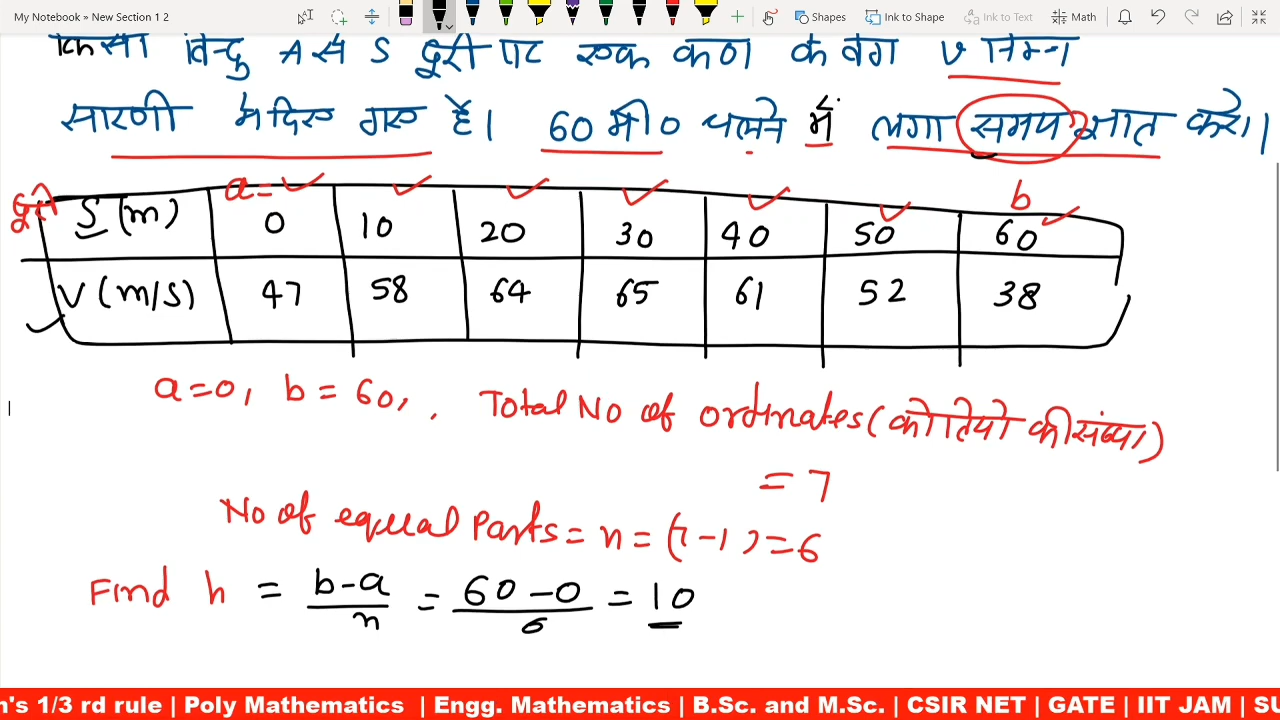 My Notebook » New Section 1 2
Shapes
Ink to Shape
Ink to Text
Math
किसी बिन्दु A से S दूरी पर एक कण के वेग v निम्न
सारणी में दिए गए है। 60 मी० चलने में लगा समय ज्ञात करे।
दूरी S (m) a= 0 10 20 30 40 50 b 60
V (m/s) 47 58 64 65 61 52 38
a=0, b=60, . Total No of ordinates (कोटियो की संख्या)
= 7
No of equal Parts = n = (7-1) = 6
Find h = b-a/n = 60-0/6 = 10
n's 1/3 rd rule | Poly Mathematics | Engg. Mathematics | B.Sc. and M.Sc. | CSIR NET | GATE | IIT JAM | SU